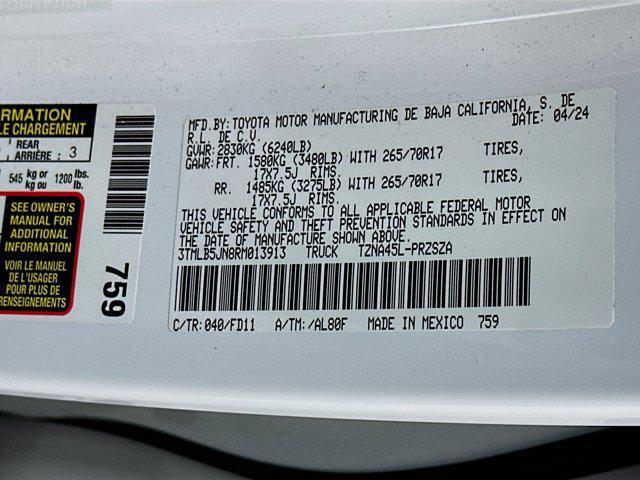 ORMATION
LE CHARGEMENT
REAR
ARRIÈRE : 3
545 kg or 1200 lbs.
kg ou lb.
SEE OWNER'S
MANUAL FOR
ADDITIONAL
INFORMATION
VOIR LE MANUEL
DE L'USAGER
POUR PLUS DE
RENSEIGNEMENTS
759
MFD.BY:TOYOTA MOTOR MANUFACTURING DE BAJA CALIFORNIA, S. DE
R.L. DE C.V. DATE: 04/24
GVWR: 2830KG (6240LB)
GAWR:FRT. 1580KG (3480LB) WITH 265/70R17 TIRES,
17X7.5J RIMS.
RR. 1485KG (3275LB) WITH 265/70R17 TIRES,
17X7.5J RIMS.
THIS VEHICLE CONFORMS TO ALL APPLICABLE FEDERAL MOTOR
VEHICLE SAFETY AND THEFT PREVENTION STANDARDS IN EFFECT ON
THE DATE OF MANUFACTURE SHOWN ABOVE.
3TMLB5JN8RM013913 TRUCK TZNA45L-PRZSZA
C/TR: 040/FD11 A/TM: /AL80F MADE IN MEXICO 759